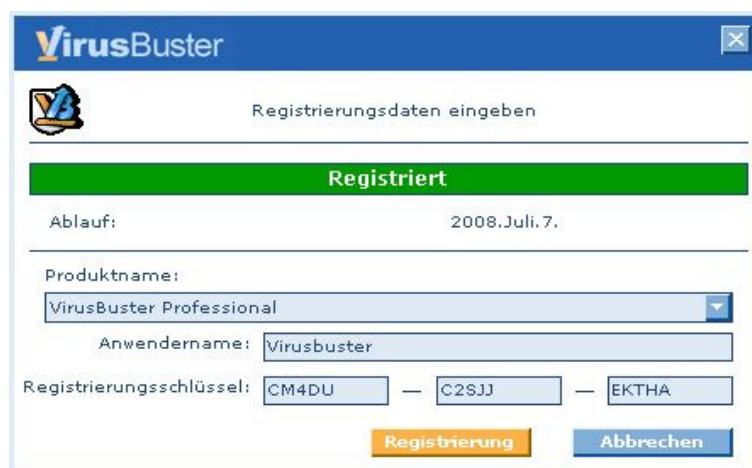 VirusBuster
Registrierungsdaten eingeben
Registriert
Ablauf: 2008.Juli.7.
Produktname:
VirusBuster Professional
Anwendername: Virusbuster
Registrierungsschlüssel: CM4DU — C2SJJ — EKTHA
Registrierung Abbrechen